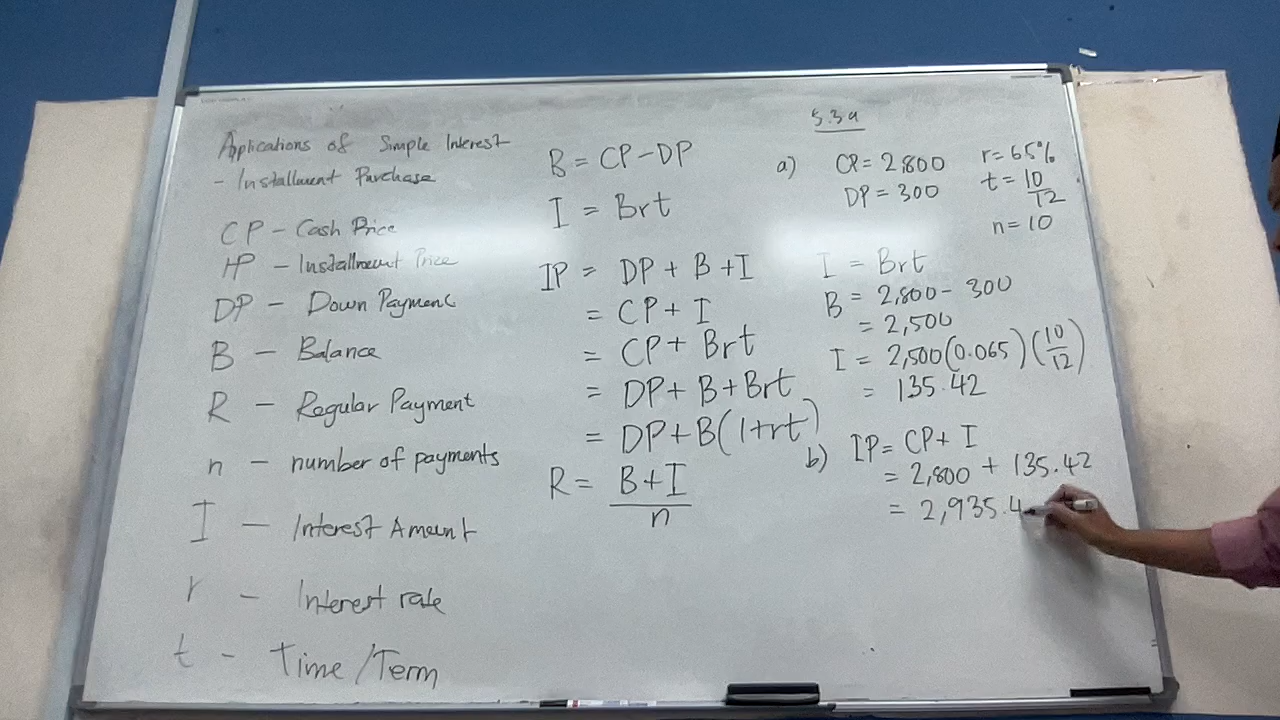 Applications of Simple Interest
- Installment Purchase
CP - Cash Price
IP - Installment Price
DP - Down Payment
B - Balance
R - Regular Payment
n - number of payments
I - Interest Amount
r - Interest rate
t - Time/Term
B = CP-DP
I = Brt
IP = DP + B + I
= CP + I
= CP + Brt
= DP + B + Brt
= DP+B(1+rt)
R = B+I
n
5.3a
a) CP = 2,800 r = 65%
DP = 300 t = 10
12
n = 10
I = Brt
B = 2,800 - 300
= 2,500
I = 2,500(0.065)(10/12)
= 135.42
b) IP = CP + I
= 2,800 + 135.42
= 2,935.4